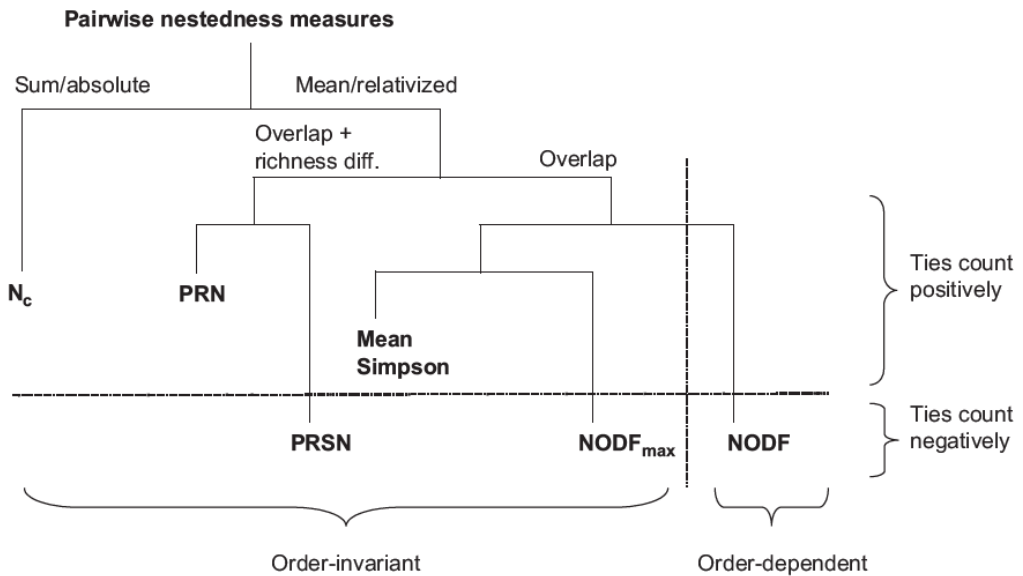 Pairwise nestedness measures
Sum/absolute
Mean/relativized
Overlap +
richness diff.
Overlap
Ties count
positively
Nc
PRN
Mean
Simpson
Ties count
negatively
PRSN
NODFmax
NODF
Order-invariant
Order-dependent